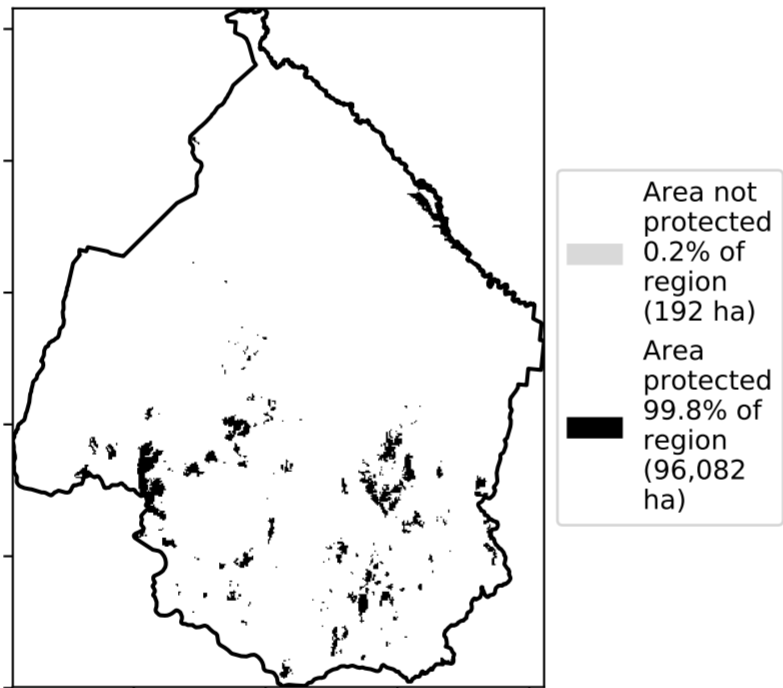 Area not
protected
0.2% of
region
(192 ha)
Area
protected
99.8% of
region
(96,082
ha)